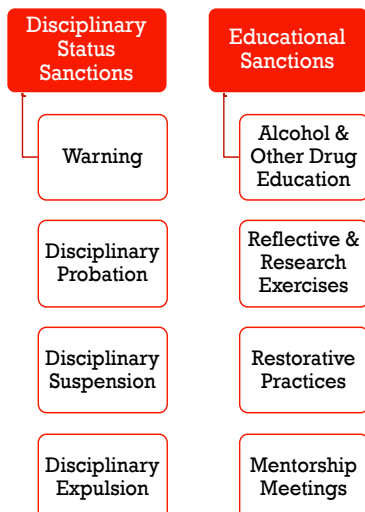 Disciplinary
Status
Sanctions
Warning
Disciplinary
Probation
Disciplinary
Suspension
Disciplinary
Expulsion
Educational
Sanctions
Alcohol &
Other Drug
Education
Reflective &
Research
Exercises
Restorative
Practices
Mentorship
Meetings